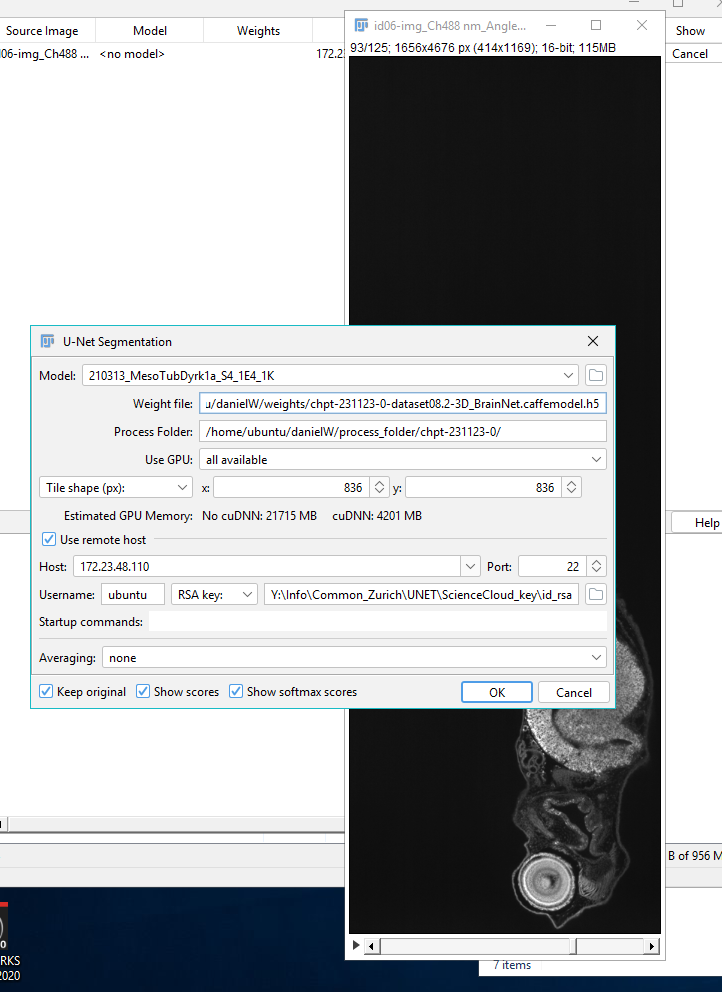 Source Image Model Weights Show
id06-img_Ch488 nm_Angle...
93/125; 1656x4676 px (414x1169); 16-bit; 115MB
d06-img_Ch488 ... <no model> 172.2 Cancel
U-Net Segmentation
Model: 210313_MesoTubDyrk1a_S4_1E4_1K
Weight file: u/danielW/weights/chpt-231123-0-dataset08.2-3D_BrainNet.caffemodel.h5
Process Folder: /home/ubuntu/danielW/process_folder/chpt-231123-0/
Use GPU: all available
Tile shape (px): x: 836 y: 836
Estimated GPU Memory: No cuDNN: 21715 MB cuDNN: 4201 MB
Help
Use remote host
Host: 172.23.48.110 Port: 22
Username: ubuntu RSA key: Y:\Info\Common_Zurich\UNET\ScienceCloud_key\id_rsa
Startup commands:
Averaging: none
Keep original Show scores Show softmax scores OK Cancel
B of 956 M
RKS
2020
7 items